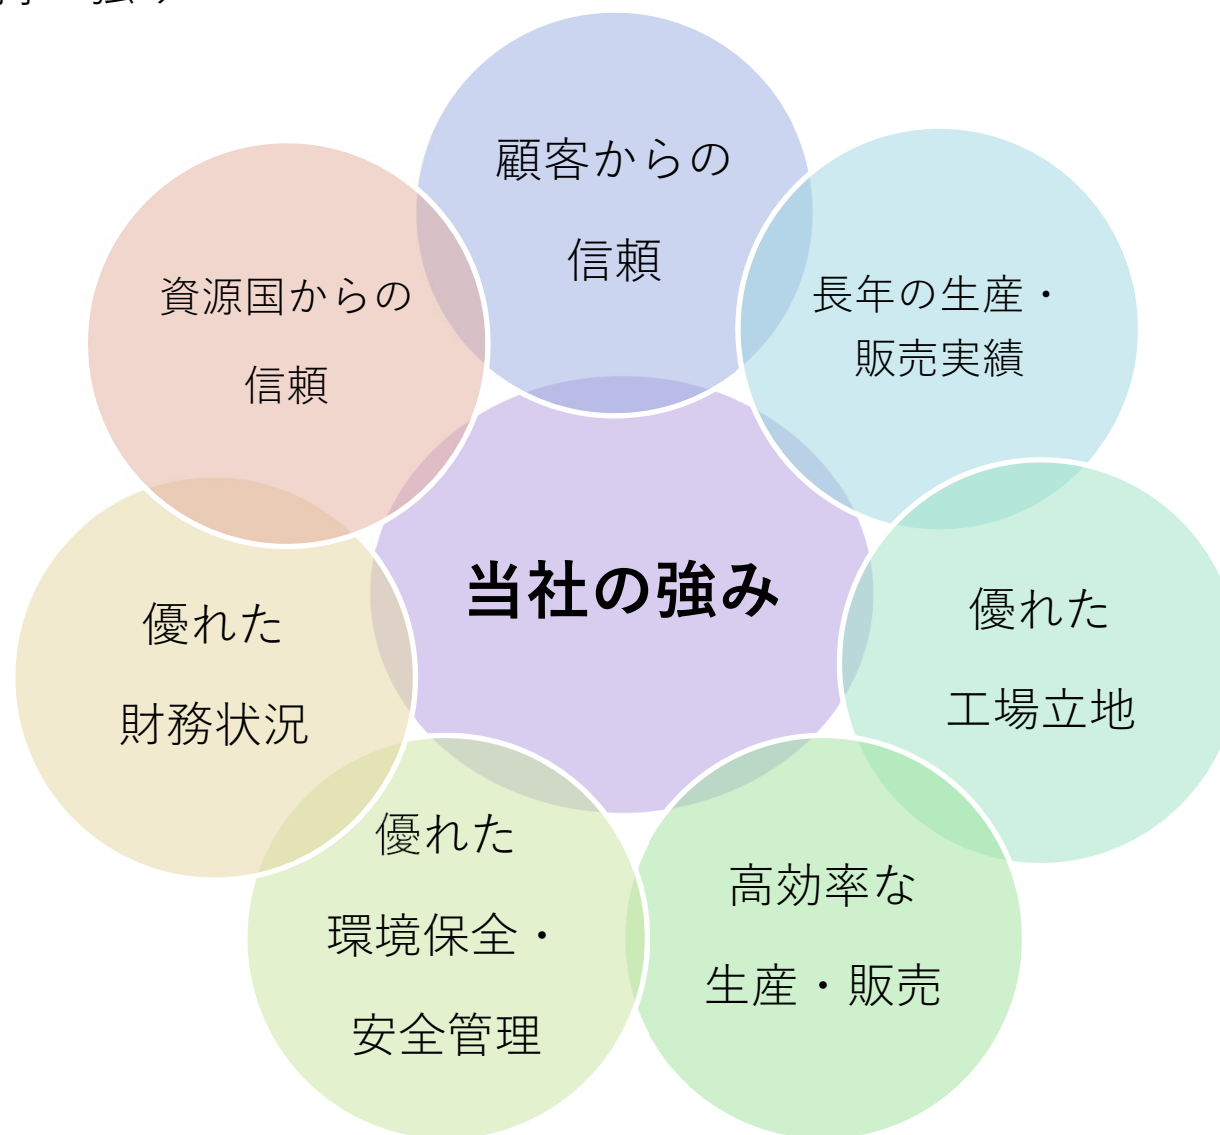 当社の強み
顧客からの
信頼
長年の生産・
販売実績
優れた
工場立地
高効率な
生産・販売
優れた
環境保全・
安全管理
優れた
財務状況
資源国からの
信頼